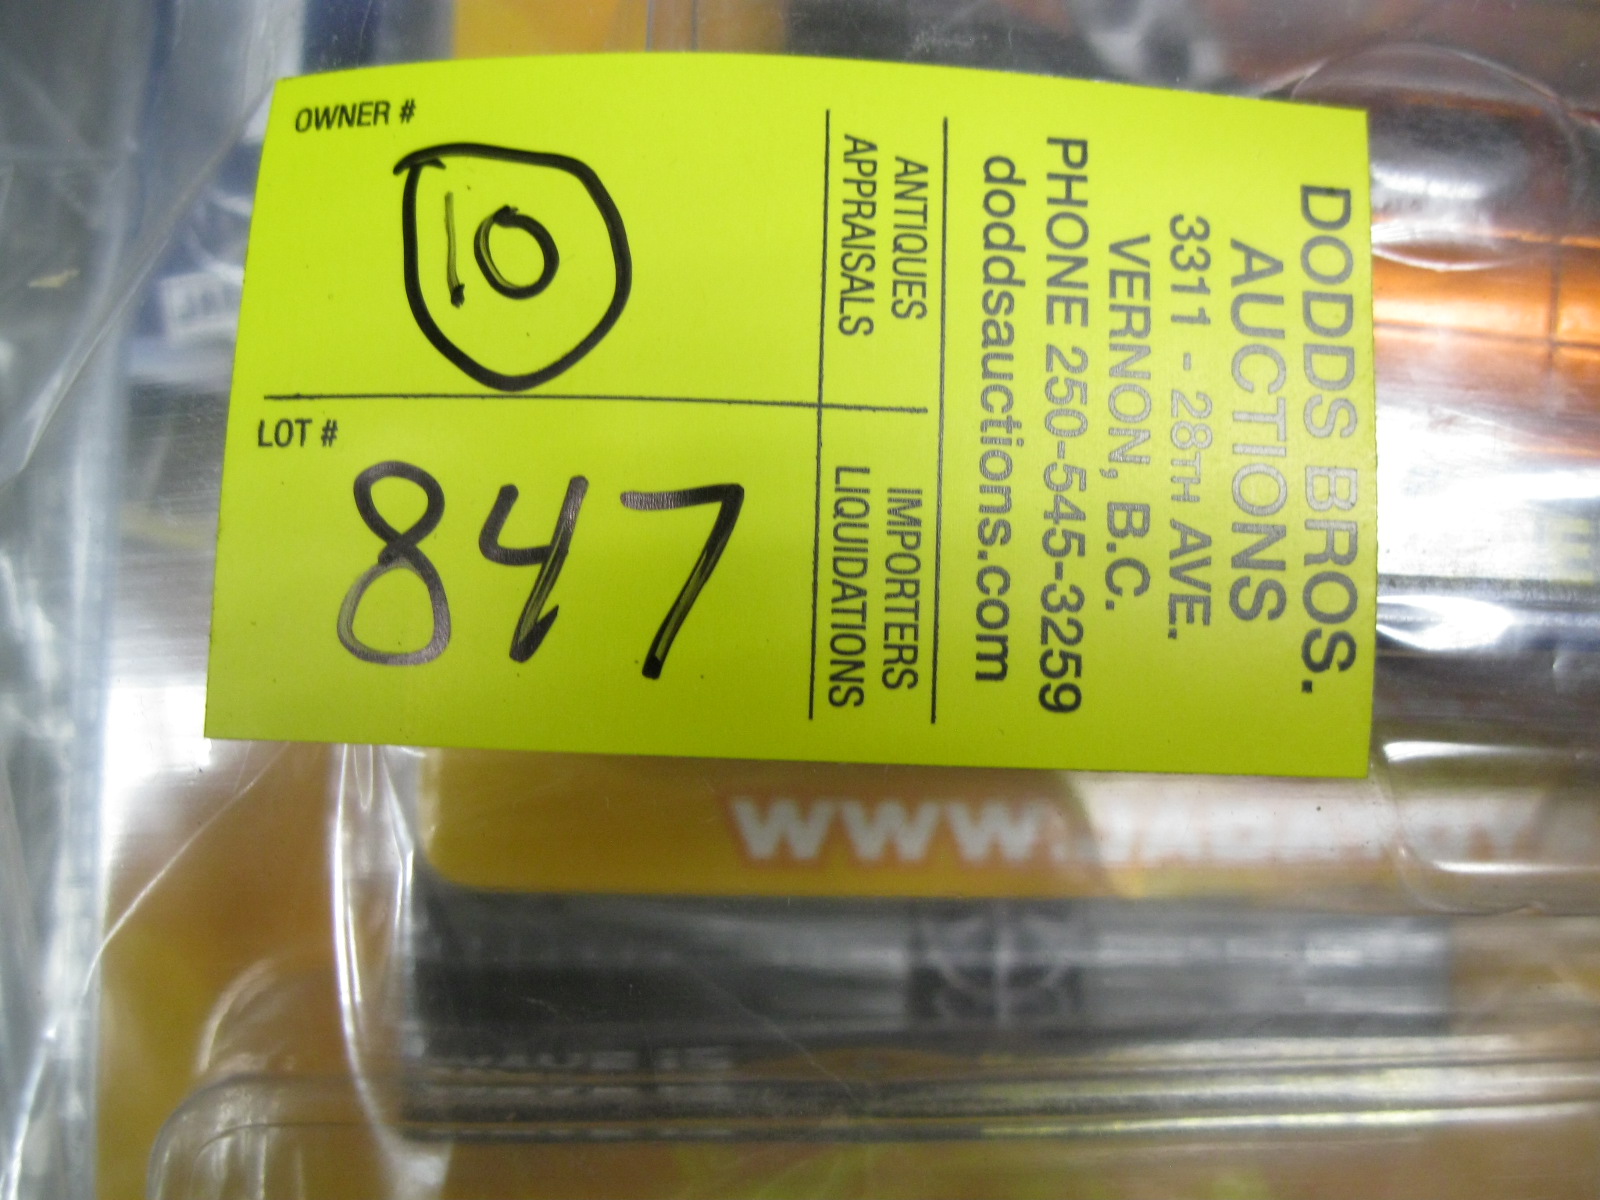 DODDS BROS.
AUCTIONS
3311 - 28TH AVE.
VERNON, B.C.
PHONE 250-545-3259
doddsauctions.com
ANTIQUES
APPRAISALS
IMPORTERS
LIQUIDATIONS
OWNER #
10
LOT #
847
WWW.